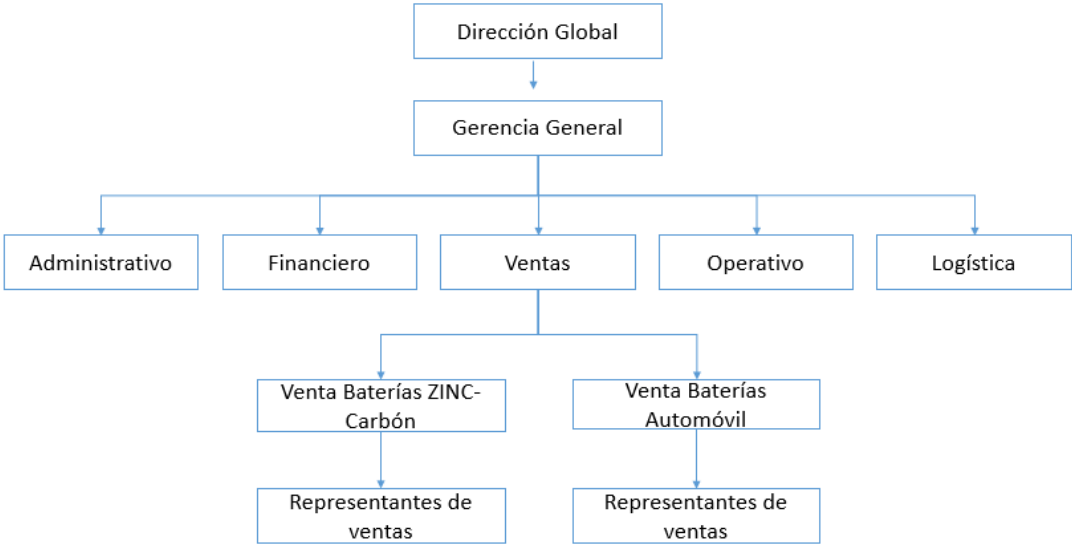 Dirección Global
Gerencia General
Administrativo
Financiero
Ventas
Operativo
Logística
Venta Baterías ZINC-
Carbón
Venta Baterías
Automóvil
Representantes de
ventas
Representantes de
ventas